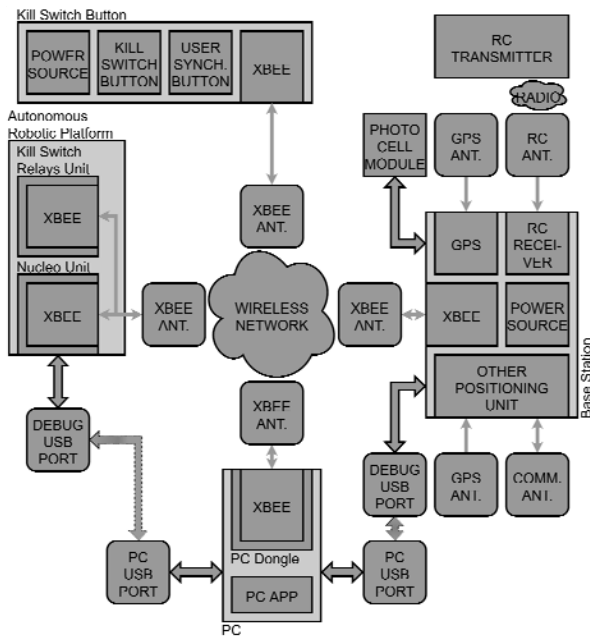 Kill Switch Button
POWER
SOURCE
KILL
SWITCH
BUTTON
USER
SYNCH.
BUTTON
XBEE
RC
TRANSMITTER
RADIO
Autonomous
Robotic Platform
Kill Switch
Relays Unit
XBEE
Nucleo Unit
XBEE
XBEE
ANT.
PHOTO
CELL
MODULE
GPS
ANT.
RC
ANT.
XBEE
ANT.
WIRELESS
NETWORK
XBEE
ANT.
GPS
RC
RECEI-
VER
XBEE
POWER
SOURCE
OTHER
POSITIONING
UNIT
Base Station
XBEE
ANT.
DEBUG
USB
PORT
DEBUG
USB
PORT
GPS
ANT.
COMM.
ANT.
XBEE
PC Dongle
PC APP
PC
PC
USB
PORT
PC
USB
PORT